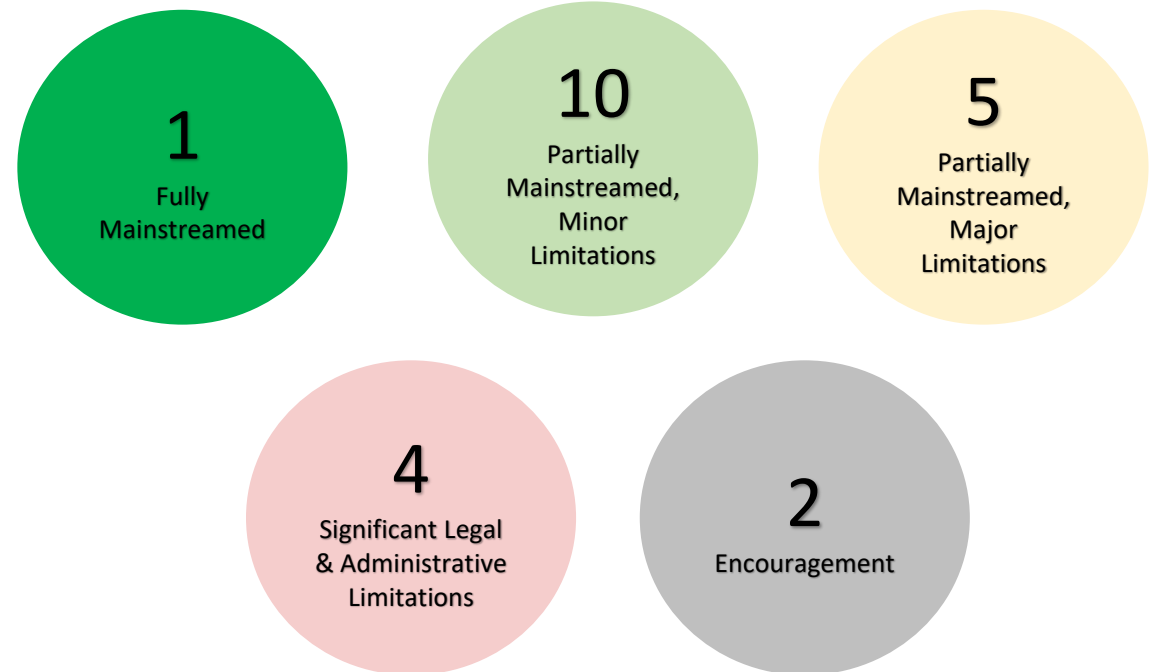 1
Fully
Mainstreamed
10
Partially
Mainstreamed,
Minor
Limitations
5
Partially
Mainstreamed,
Major
Limitations
4
Significant Legal
& Administrative
Limitations
2
Encouragement